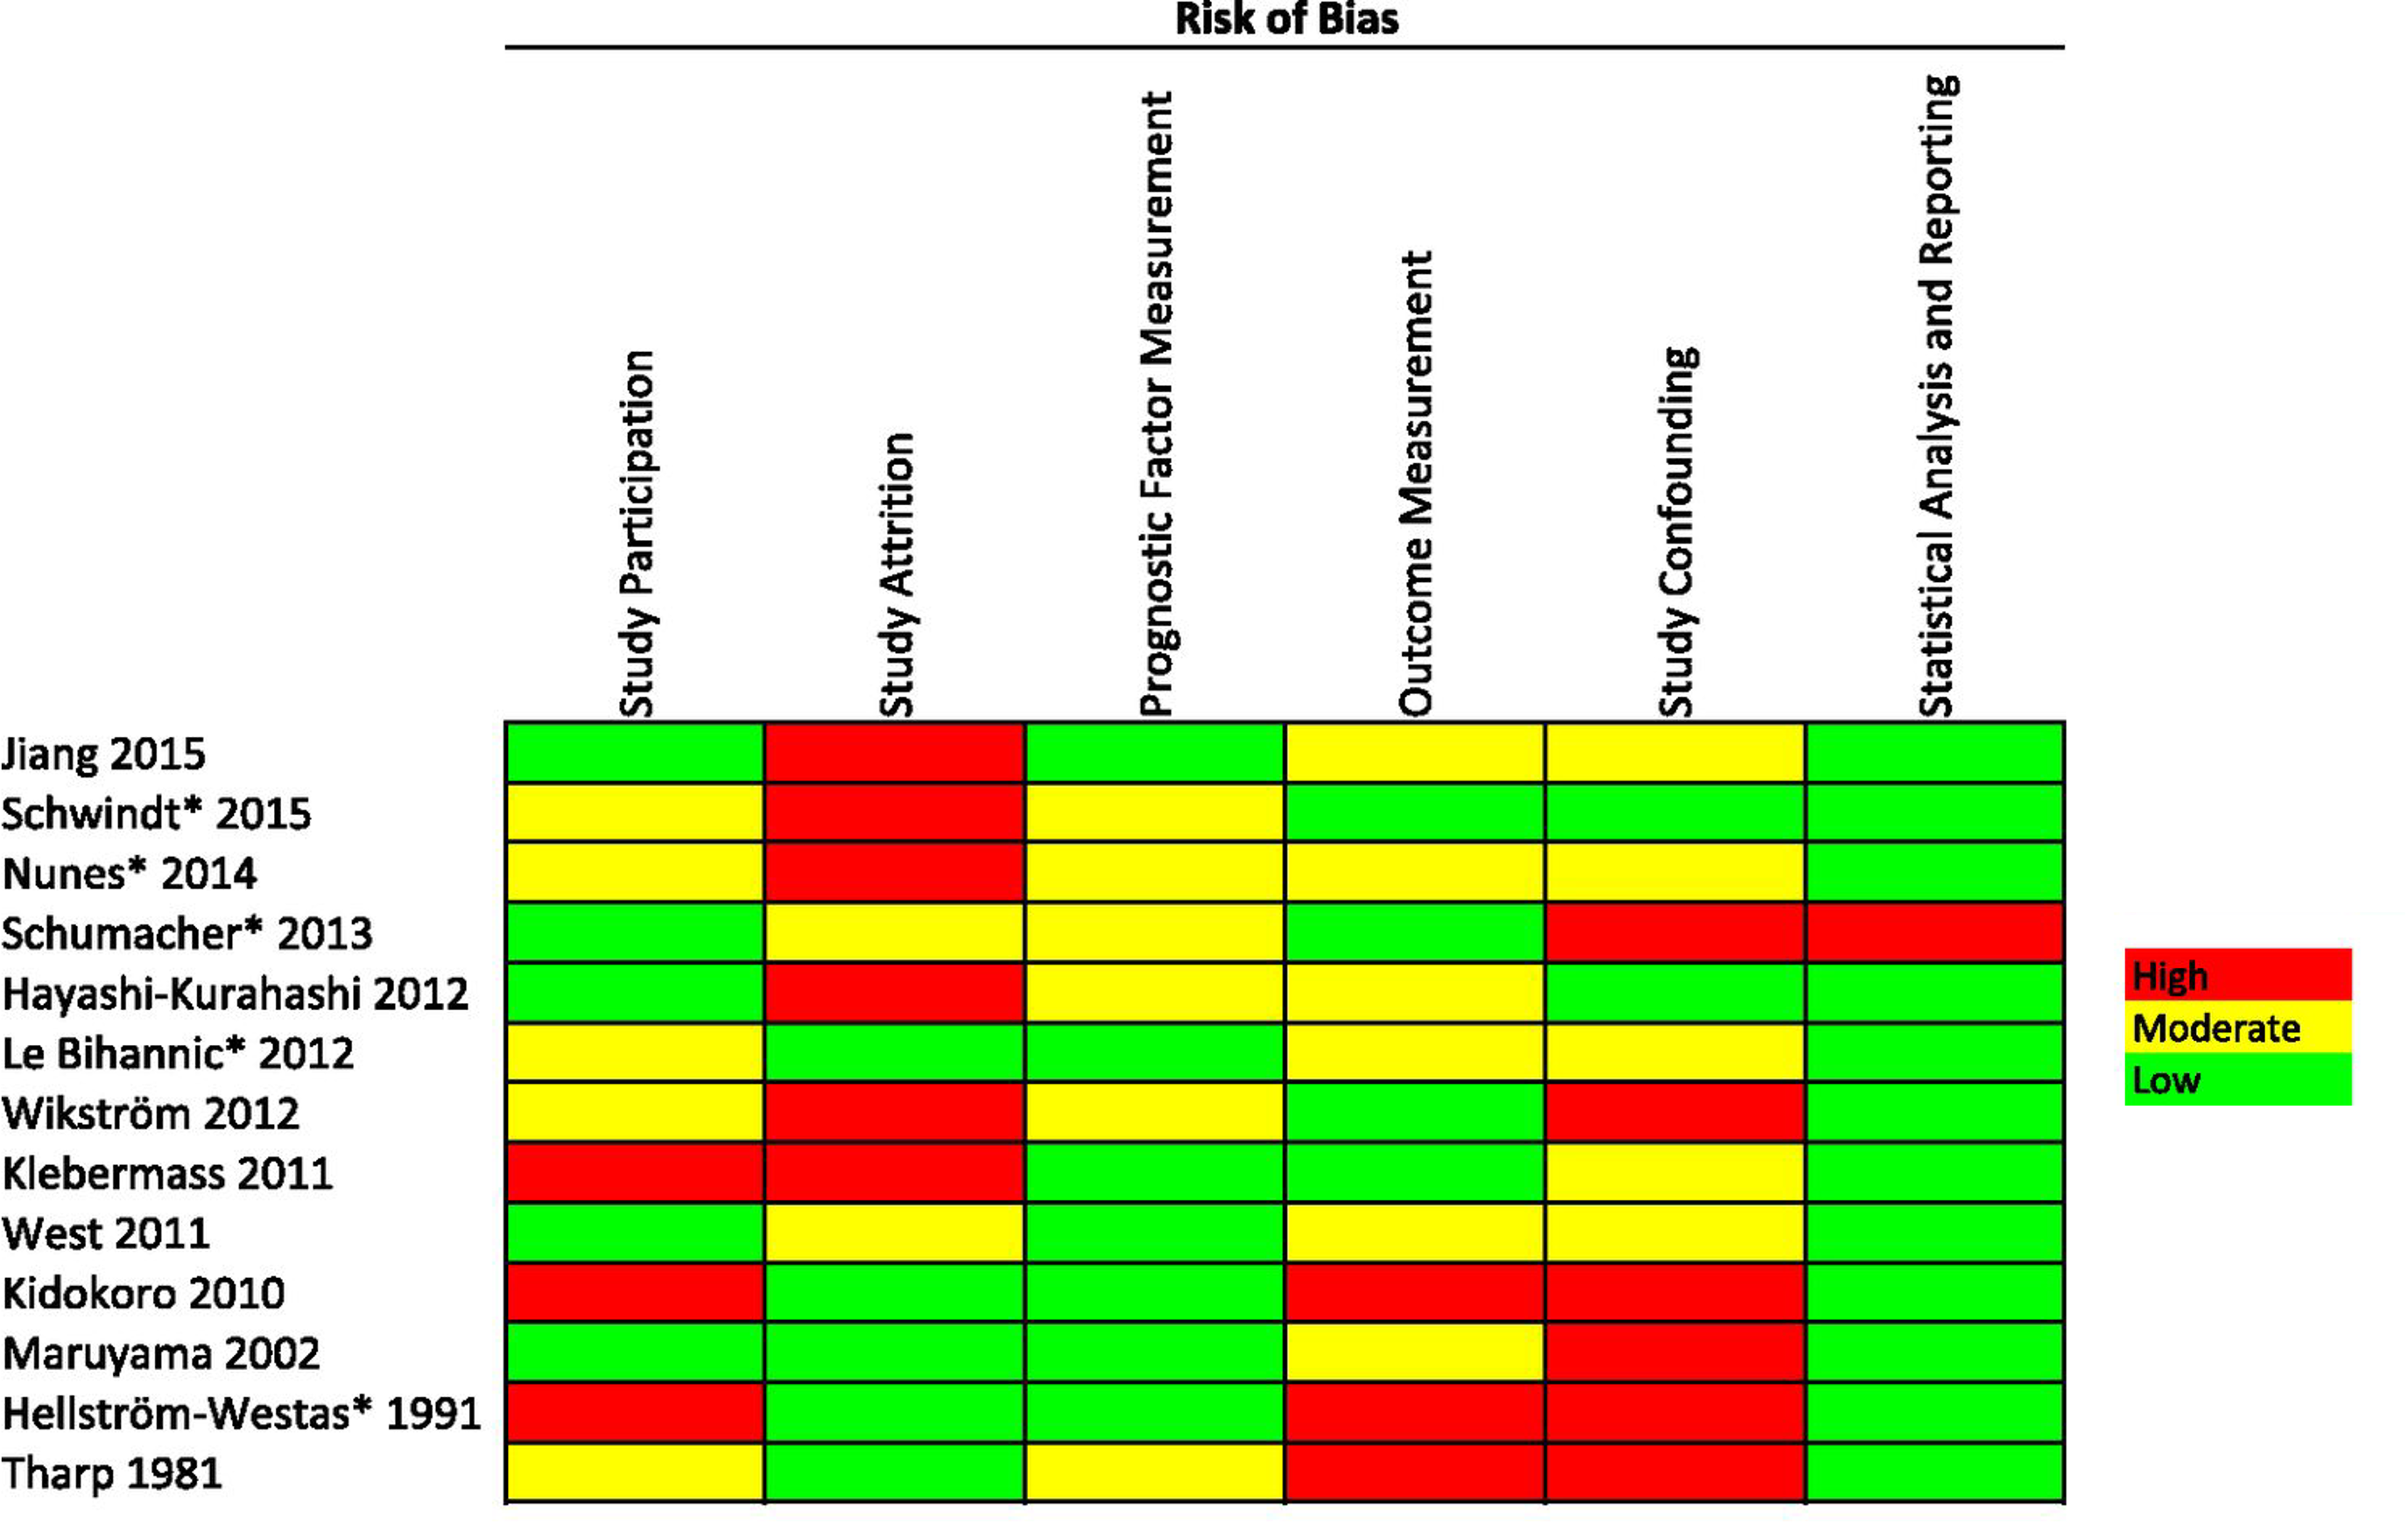 Risk of Bias
Study Participation
Study Attrition
Prognostic Factor Measurement
Outcome Measurement
Study Confounding
Statistical Analysis and Reporting
Jiang 2015
Schwindt* 2015
Nunes* 2014
Schumacher* 2013
Hayashi-Kurahashi 2012
Le Bihannic* 2012
Wikström 2012
Klebermass 2011
West 2011
Kidokoro 2010
Maruyama 2002
Hellström-Westas* 1991
Tharp 1981
High
Moderate
Low